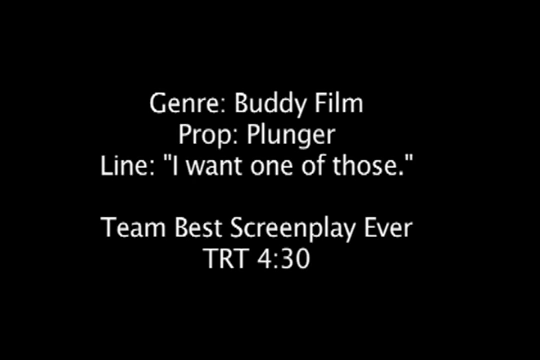 Genre: Buddy Film
Prop: Plunger
Line: "I want one of those."
Team Best Screenplay Ever
TRT 4:30